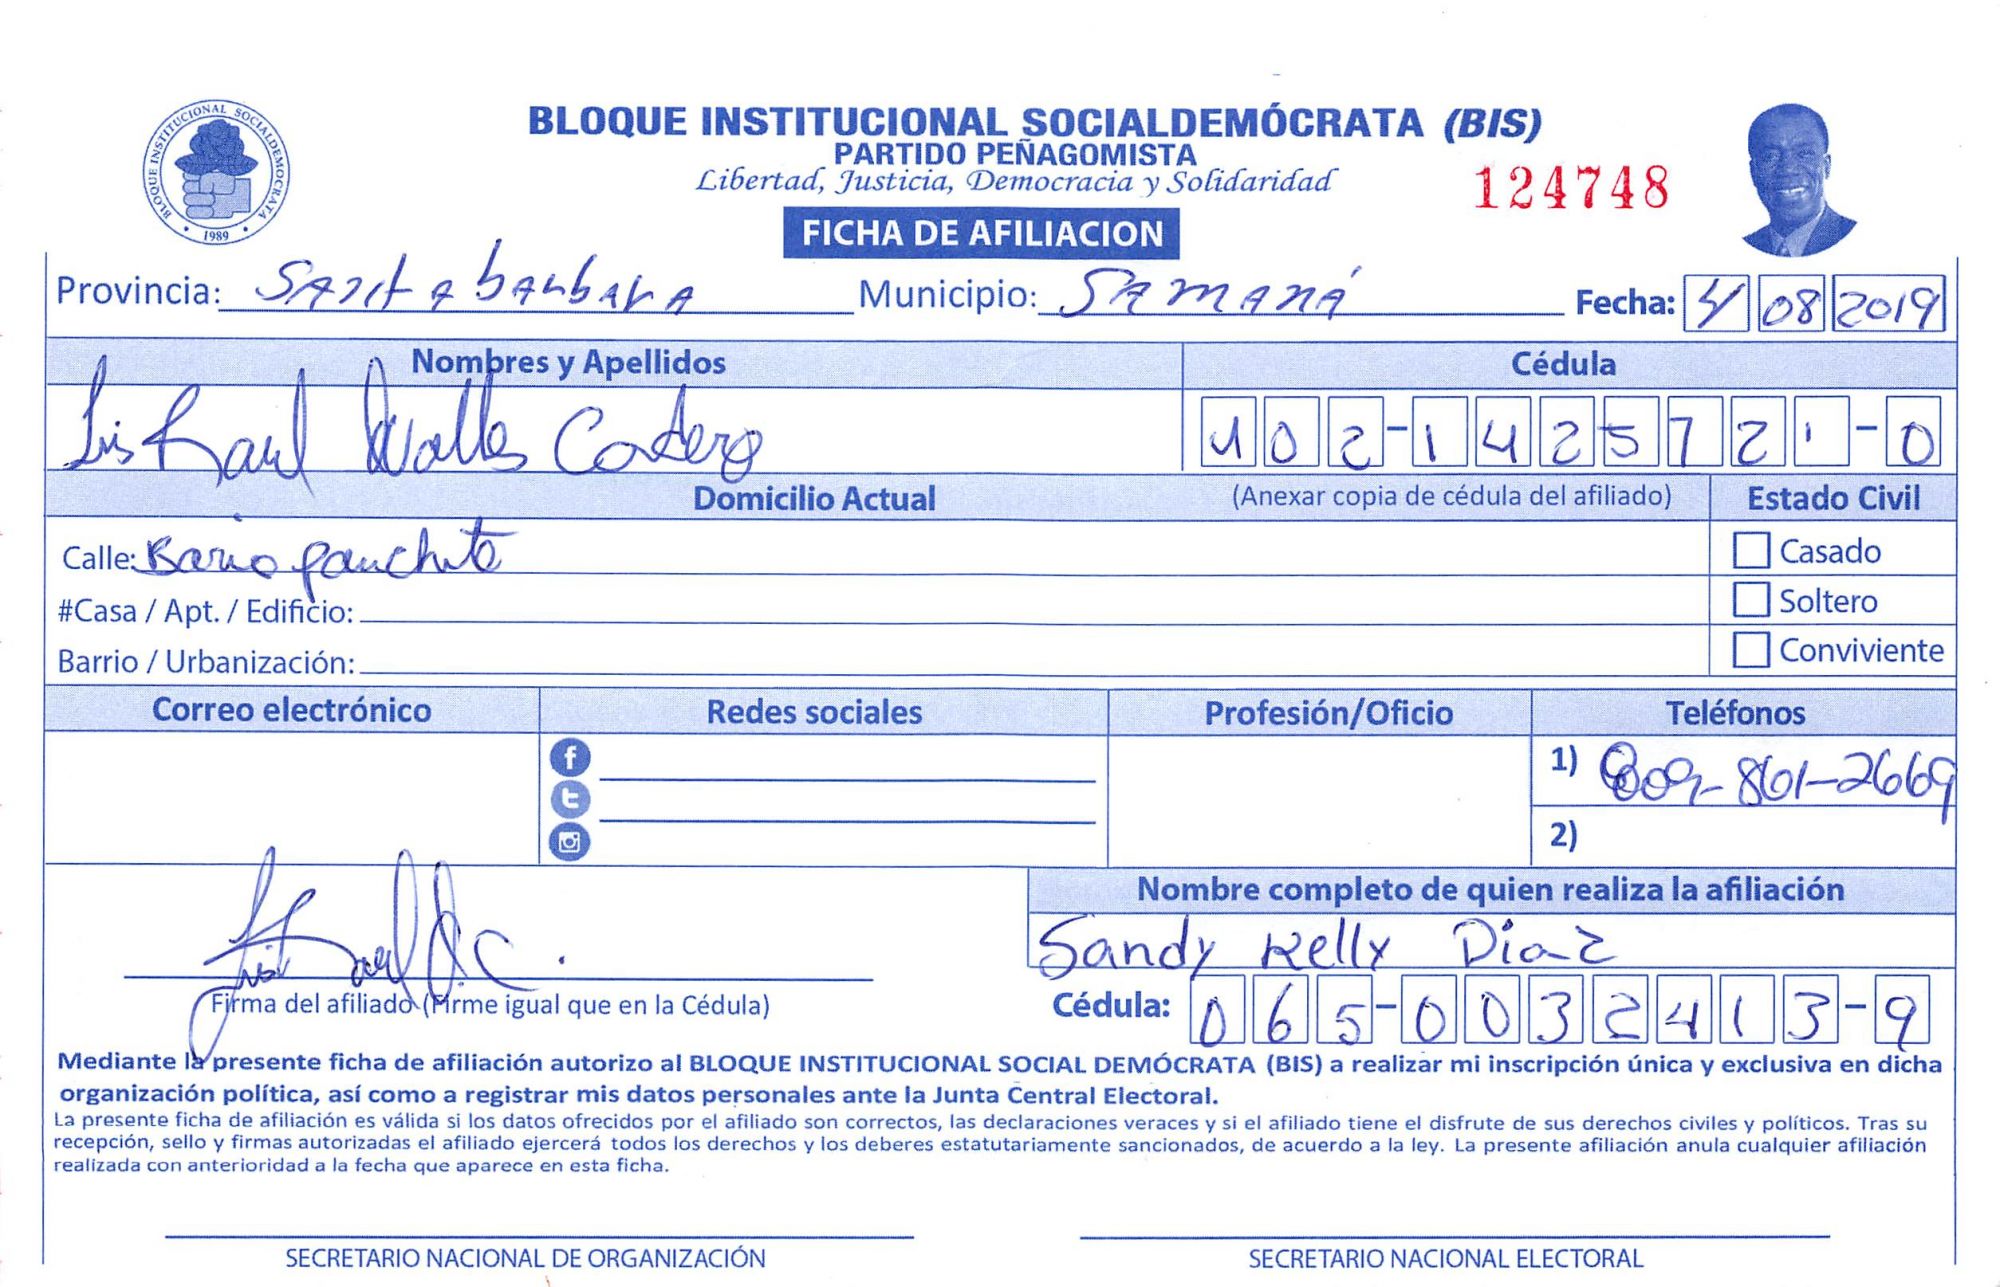 BLOQUE INSTITUCIONAL SOCIALDEMOCRATA
1989
BLOQUE INSTITUCIONAL SOCIALDEMÓCRATA (BIS)
PARTIDO PEÑAGOMISTA
Libertad, Justicia, Democracia y Solidaridad
124748
FICHA DE AFILIACION
Provincia: Santa barbara Municipio: Samaná Fecha: 08 2019
Nombres y Apellidos Cédula
Luis Raul Cordero 402-1425721-0
Domicilio Actual (Anexar copia de cédula del afiliado) Estado Civil
Calle: Bario panchito Casado
#Casa / Apt. / Edificio: Soltero
Barrio / Urbanización: Conviviente
Correo electrónico Redes sociales Profesión/Oficio Teléfonos
1) 809-861-2669
2)
Nombre completo de quien realiza la afiliación
Sandy Kelly Diaz
Firma del afiliado (Firme igual que en la Cédula) Cédula: 065-0032413-9
Mediante la presente ficha de afiliación autorizo al BLOQUE INSTITUCIONAL SOCIAL DEMÓCRATA (BIS) a realizar mi inscripción única y exclusiva en dicha
organización política, así como a registrar mis datos personales ante la Junta Central Electoral.
La presente ficha de afiliación es válida si los datos ofrecidos por el afiliado son correctos, las declaraciones veraces y si el afiliado tiene el disfrute de sus derechos civiles y políticos. Tras su
recepción, sello y firmas autorizadas el afiliado ejercerá todos los derechos y los deberes estatutariamente sancionados, de acuerdo a la ley. La presente afiliación anula cualquier afiliación
realizada con anterioridad a la fecha que aparece en esta ficha.
SECRETARIO NACIONAL DE ORGANIZACIÓN SECRETARIO NACIONAL ELECTORAL